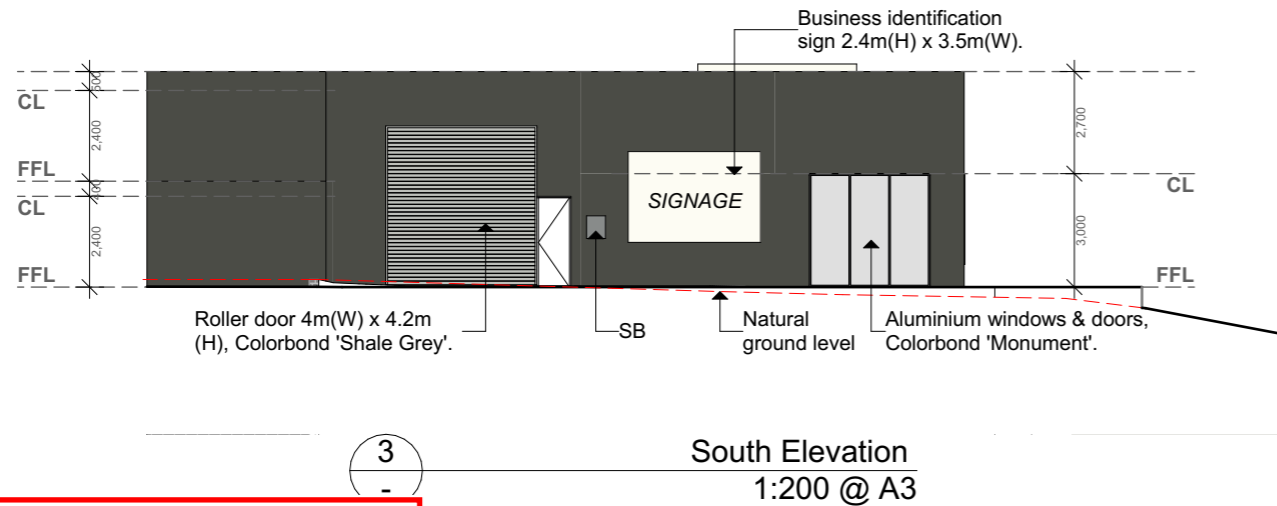 Business identification
sign 2.4m(H) x 3.5m(W).
500
CL
2,400
2,700
FFL
400
CL
CL
SIGNAGE
2,400
3,000
FFL
FFL
Roller door 4m(W) x 4.2m
(H), Colorbond 'Shale Grey'.
SB
Natural
ground level
Aluminium windows & doors,
Colorbond 'Monument'.
3
-
South Elevation
1:200 @ A3